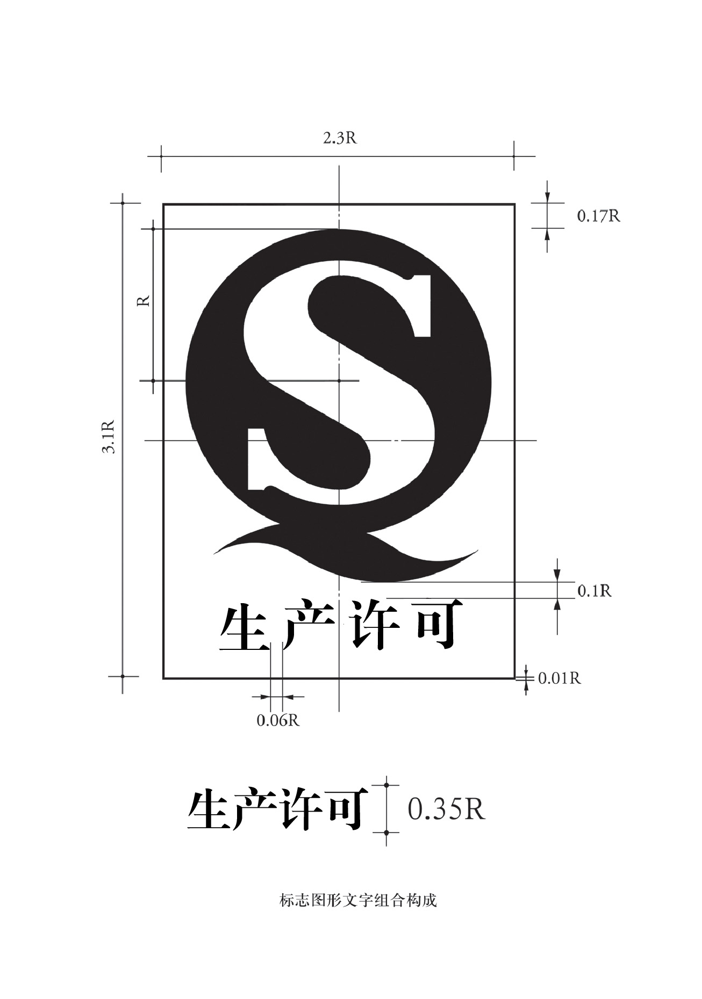 2.3R
0.17R
R
3.1R
S
0.1R
生产许可
0.01R
0.06R
生产许可 0.35R
标志图形文字组合构成